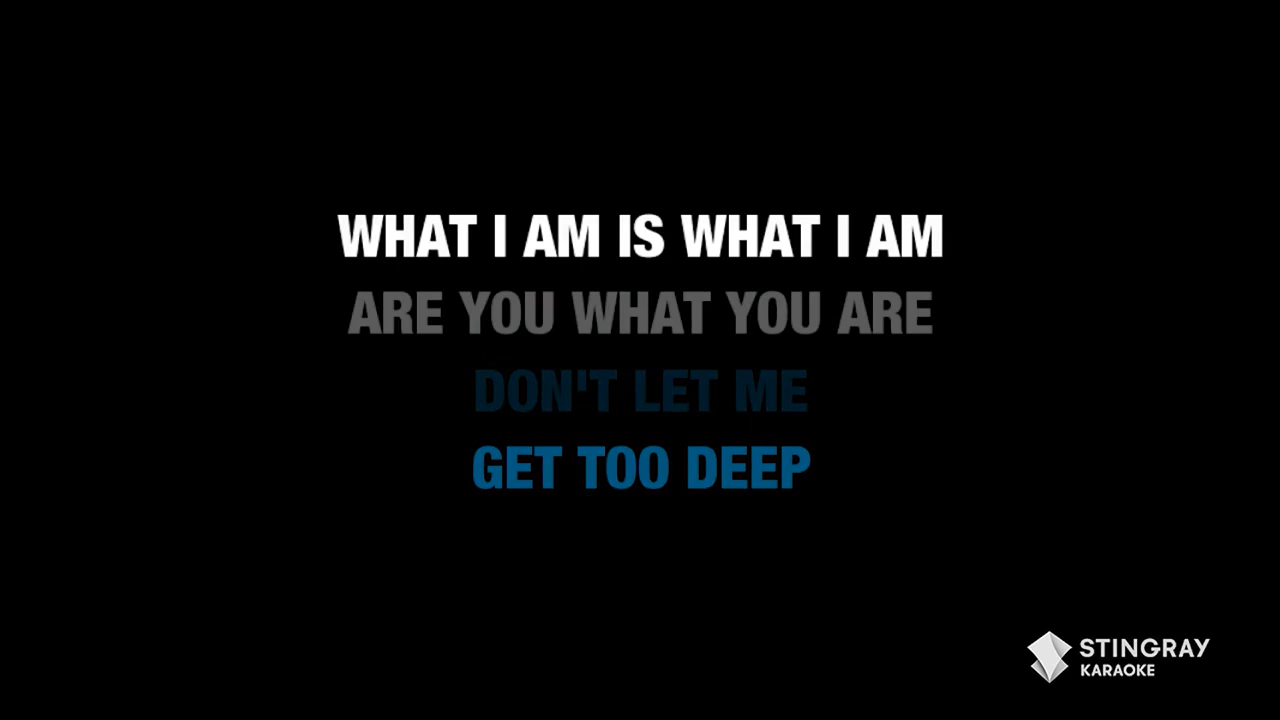 WHAT I AM IS WHAT I AM
ARE YOU WHAT YOU ARE
DON'T LET ME
GET TOO DEEP
STINGRAY
KARAOKE